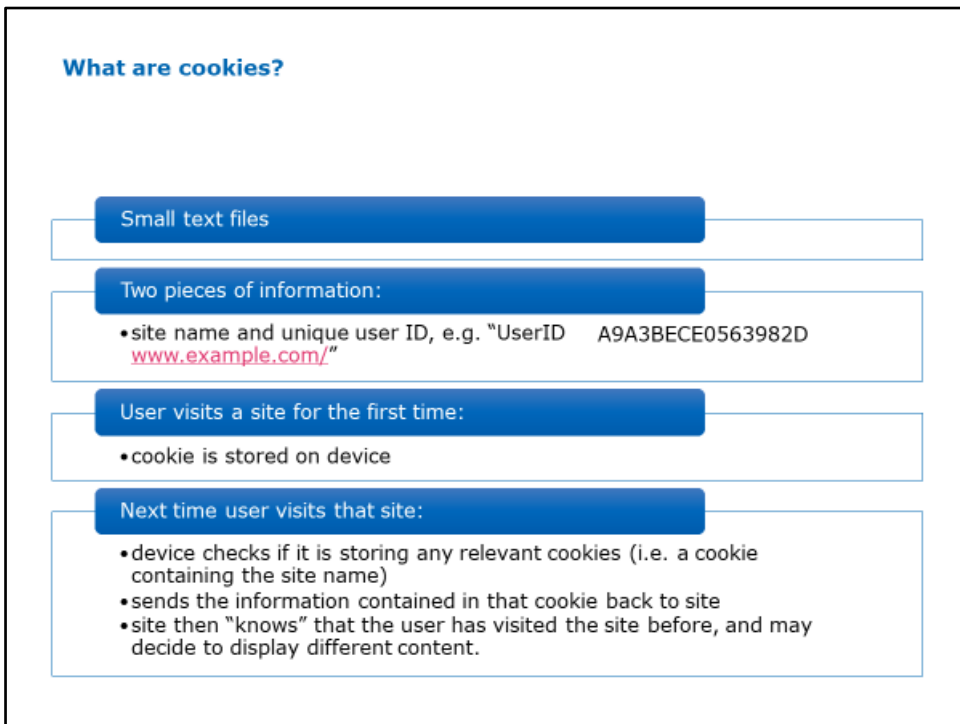 What are cookies?
Small text files
Two pieces of information:
•site name and unique user ID, e.g. “UserID A9A3BECE0563982D
www.example.com/”
User visits a site for the first time:
•cookie is stored on device
Next time user visits that site:
•device checks if it is storing any relevant cookies (i.e. a cookie
containing the site name)
•sends the information contained in that cookie back to site
•site then “knows” that the user has visited the site before, and may
decide to display different content.